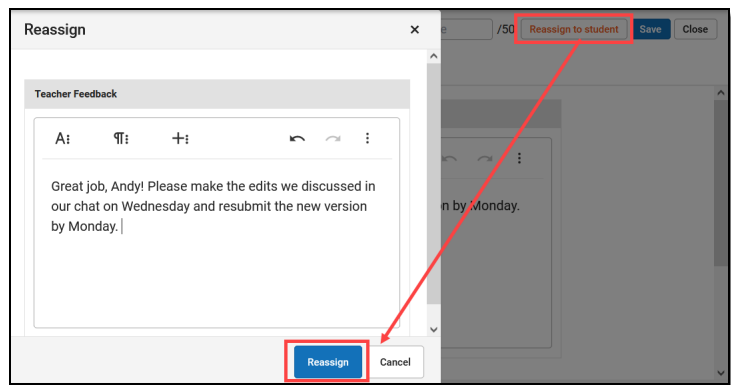 Reassign
×
e
/50
Reassign to student
Save
Close
Teacher Feedback
A
¶
+
Great job, Andy! Please make the edits we discussed in
our chat on Wednesday and resubmit the new version
by Monday.
n by Monday.
Reassign
Cancel